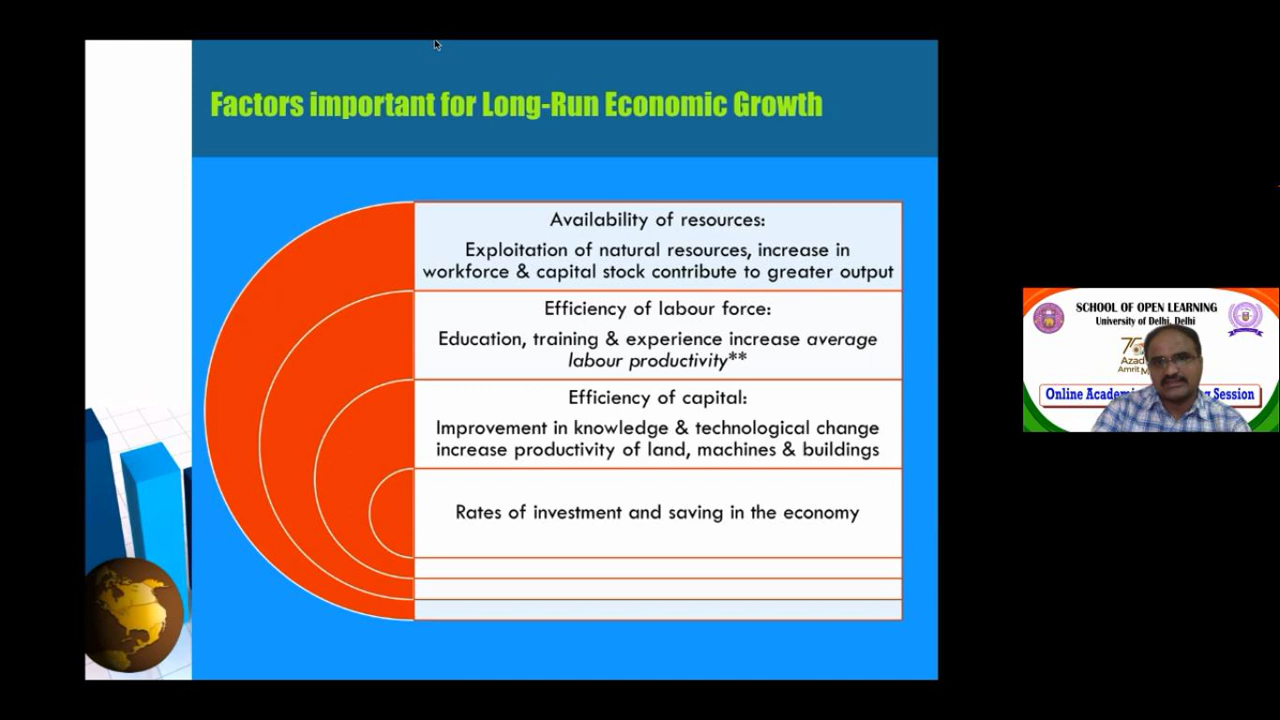 Factors important for Long-Run Economic Growth
Availability of resources:
Exploitation of natural resources, increase in
workforce & capital stock contribute to greater output
Efficiency of labour force:
Education, training & experience increase average
labour productivity**
Efficiency of capital:
Improvement in knowledge & technological change
increase productivity of land, machines & buildings
Rates of investment and saving in the economy
SCHOOL OF OPEN LEARNING
University of Delhi, Delhi
Azad
Amrit
Online Session